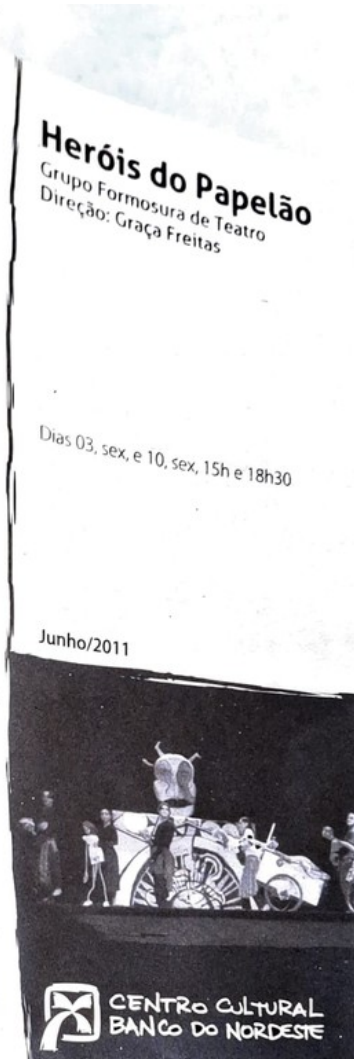 Heróis do Papelão
Grupo Formosura de Teatro
Direção: Graça Freitas
Dias 03, sex, e 10, sex, 15h e 18h30
Junho/2011
CENTRO CULTURAL
BANCO DO NORDESTE